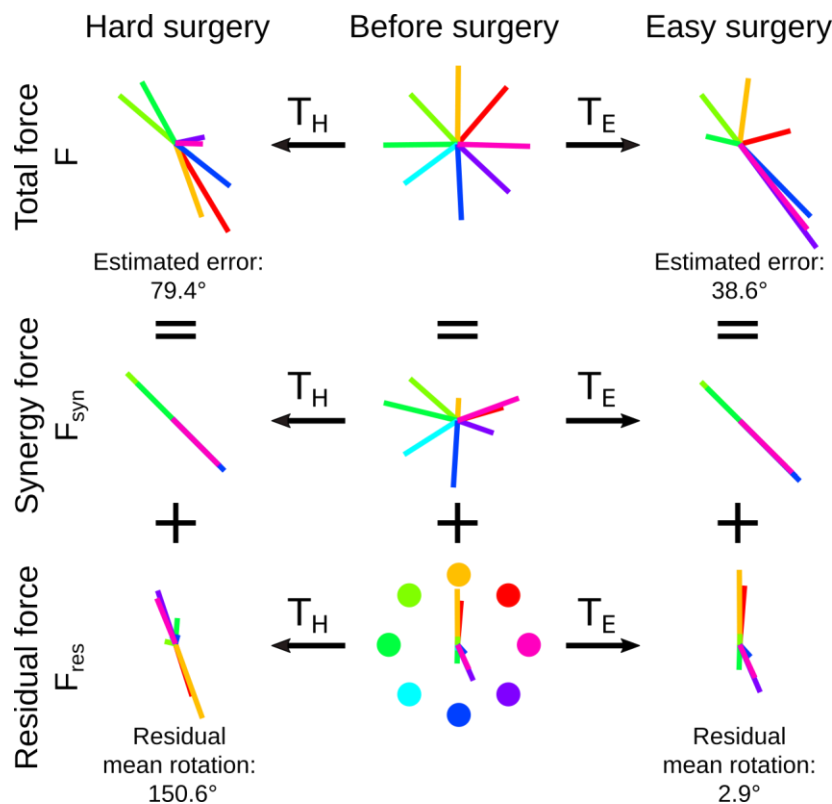 Hard surgery
Before surgery
Easy surgery
Total force
F
T_H
T_E
Estimated error:
79.4°
Estimated error:
38.6°
=
=
=
Synergy force
F_syn
T_H
T_E
+
+
+
Residual force
F_res
T_H
T_E
Residual
mean rotation:
150.6°
Residual
mean rotation:
2.9°